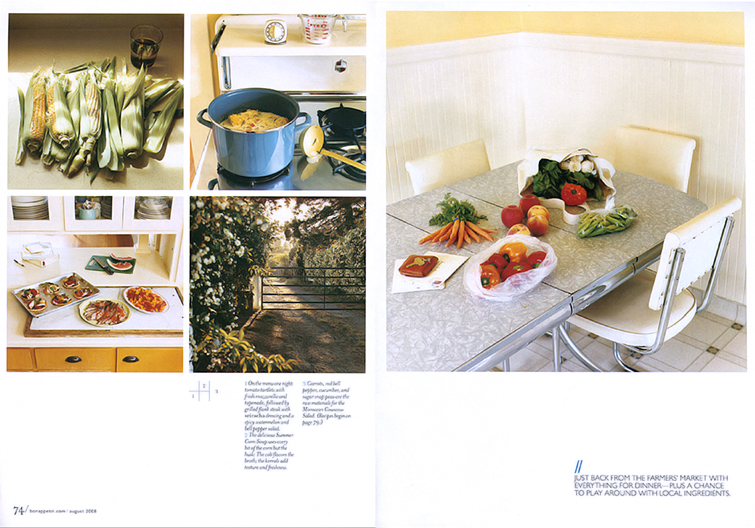 1 On the menu one night:
tomato tartlets with
fresh mozzarella and
tapenade, followed by
grilled flank steak with
sriracha dressing and a
spicy watermelon and
bell pepper salad.
2 The delicious Summer
Corn Soup uses every
bit of the corn but the
husk: The cob flavors the
broth; the kernels add
texture and freshness.
3 Carrots, red bell
pepper, cucumber, and
sugar snap peas are the
raw materials for the
Moroccan Couscous
Salad. (Recipes begin on
page 79.)
1
2
3
74/ bonappetit.com / august 2008
//
JUST BACK FROM THE FARMERS' MARKET WITH
EVERYTHING FOR DINNER—PLUS A CHANCE
TO PLAY AROUND WITH LOCAL INGREDIENTS.